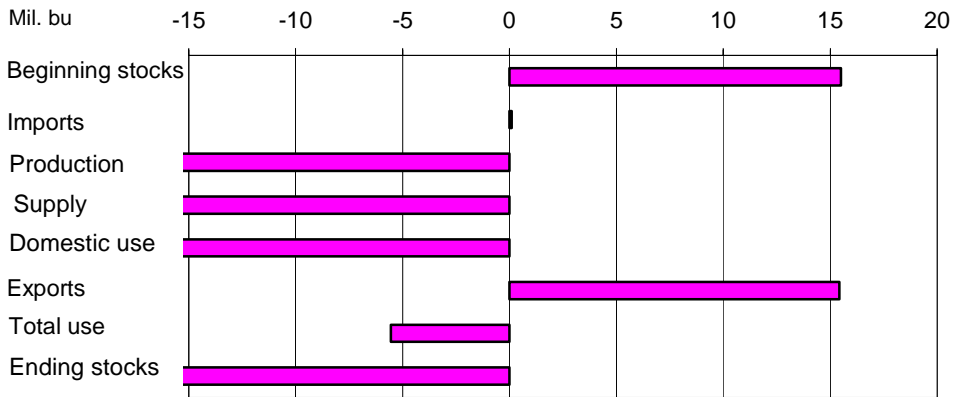 Mil. bu -15 -10 -5 0 5 10 15 20
Beginning stocks
Imports
Production
Supply
Domestic use
Exports
Total use
Ending stocks